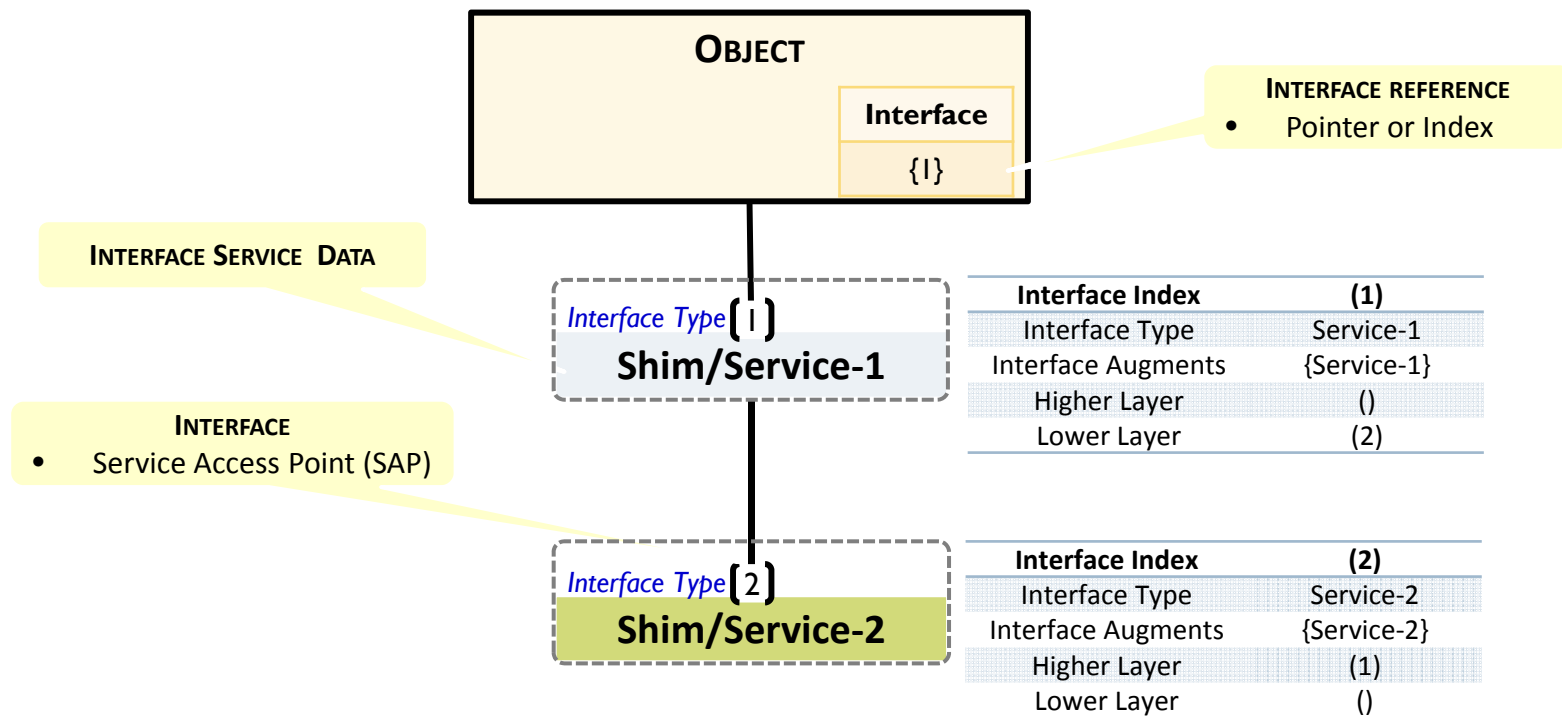 OBJECT
Interface
{1}
INTERFACE REFERENCE
• Pointer or Index
INTERFACE SERVICE DATA
Interface Type [1]
Shim/Service-1
Interface Index (1)
Interface Type Service-1
Interface Augments {Service-1}
Higher Layer ()
Lower Layer (2)
INTERFACE
• Service Access Point (SAP)
Interface Type [2]
Shim/Service-2
Interface Index (2)
Interface Type Service-2
Interface Augments {Service-2}
Higher Layer (1)
Lower Layer ()